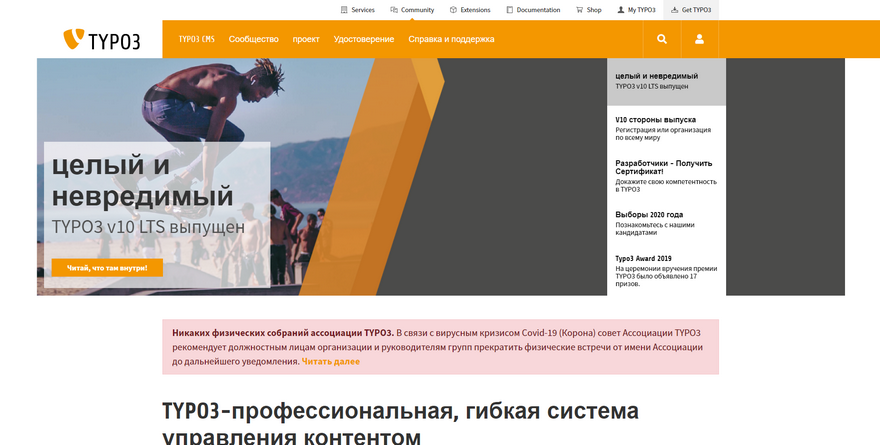 Services
Community
Extensions
Documentation
Shop
My TYPO3
Get TYPO3
TYPO3
TYPO3 CMS
Сообщество
проект
Удостоверение
Справка и поддержка
целый и
невредимый
TYPO3 v10 LTS выпущен
Читай, что там внутри!
целый и невредимый
TYPO3 v10 LTS выпущен
V10 стороны выпуска
Регистрация или организация
по всему миру
Разработчики - Получить
Сертификат!
Докажите свою компетентность
в TYPO3
Выборы 2020 года
Познакомьтесь с нашими
кандидатами
Typo3 Award 2019
На церемонии вручения премии
TYPO3 было объявлено 17
призов.
Никаких физических собраний ассоциации TYPO3. В связи с вирусным кризисом Covid-19 (Корона) совет Ассоциации TYPO3
рекомендует должностным лицам организации и руководителям групп прекратить физические встречи от имени Ассоциации
до дальнейшего уведомления. Читать далее
TYPO3-профессиональная, гибкая система
управления контентом